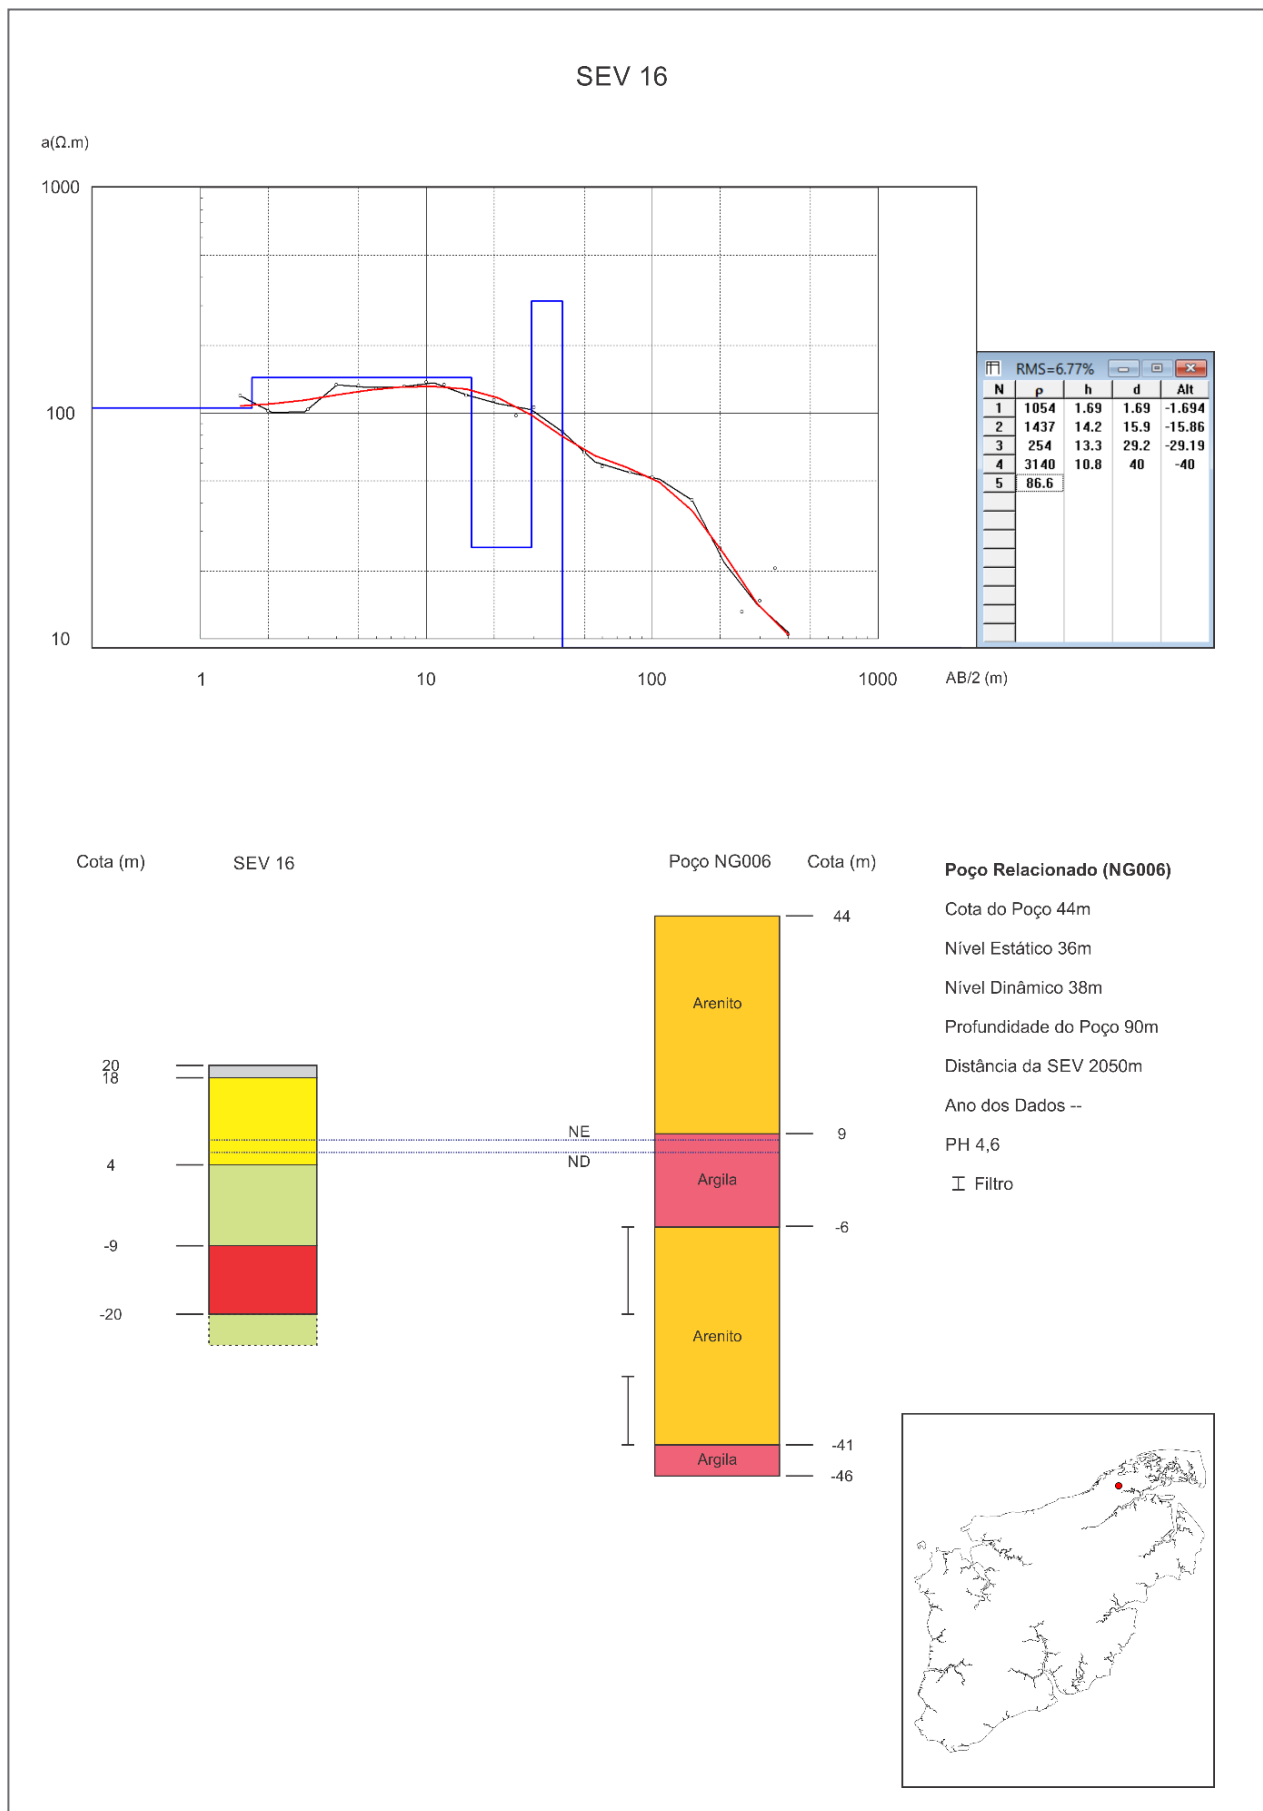 SEV 16
a(Ω.m)
1000
100
10
1 10 100 1000 AB/2 (m)
RMS=6.77%
N ρ h d Alt
1 1054 1.69 1.69 -1.694
2 1437 14.2 15.9 -15.86
3 254 13.3 29.2 -29.19
4 3140 10.8 40 -40
5 86.6
Cota (m) SEV 16 Poço NG006 Cota (m)
20
18
4
-9
-20
NE
ND
Arenito
Argila
Arenito
Argila
44
9
-6
-41
-46
Poço Relacionado (NG006)
Cota do Poço 44m
Nível Estático 36m
Nível Dinâmico 38m
Profundidade do Poço 90m
Distância da SEV 2050m
Ano dos Dados --
PH 4,6
Filtro